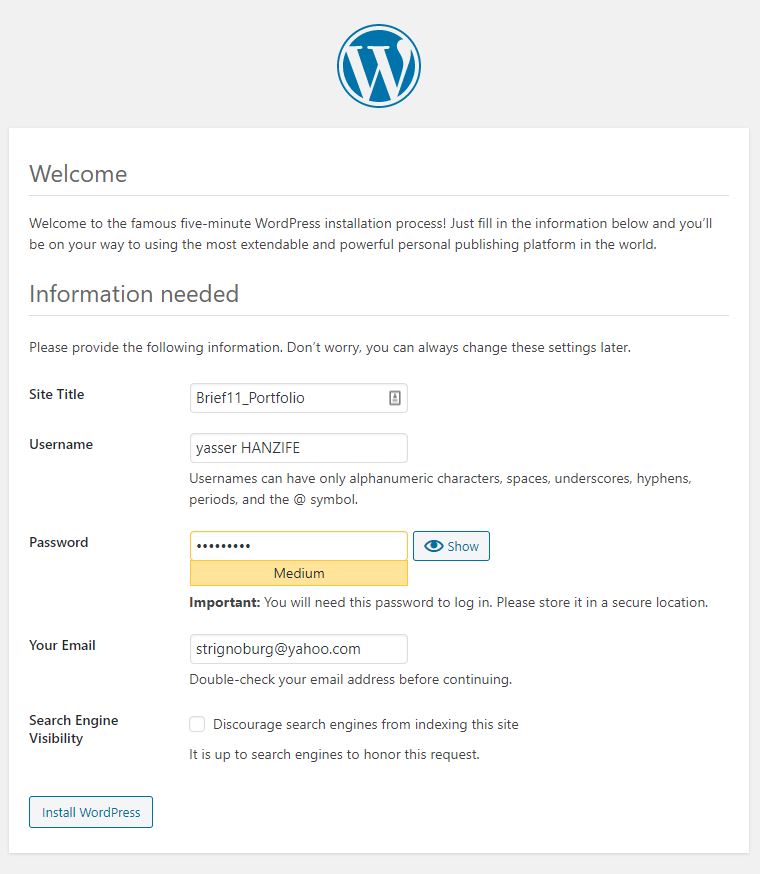 Welcome
Welcome to the famous five-minute WordPress installation process! Just fill in the information below and you’ll
be on your way to using the most extendable and powerful personal publishing platform in the world.
Information needed
Please provide the following information. Don’t worry, you can always change these settings later.
Site Title
Brief11_Portfolio
Username
yasser HANZIFE
Usernames can have only alphanumeric characters, spaces, underscores, hyphens,
periods, and the @ symbol.
Password
•••••••••
Show
Medium
Important: You will need this password to log in. Please store it in a secure location.
Your Email
strignoburg@yahoo.com
Double-check your email address before continuing.
Search Engine
Visibility
Discourage search engines from indexing this site
It is up to search engines to honor this request.
Install WordPress